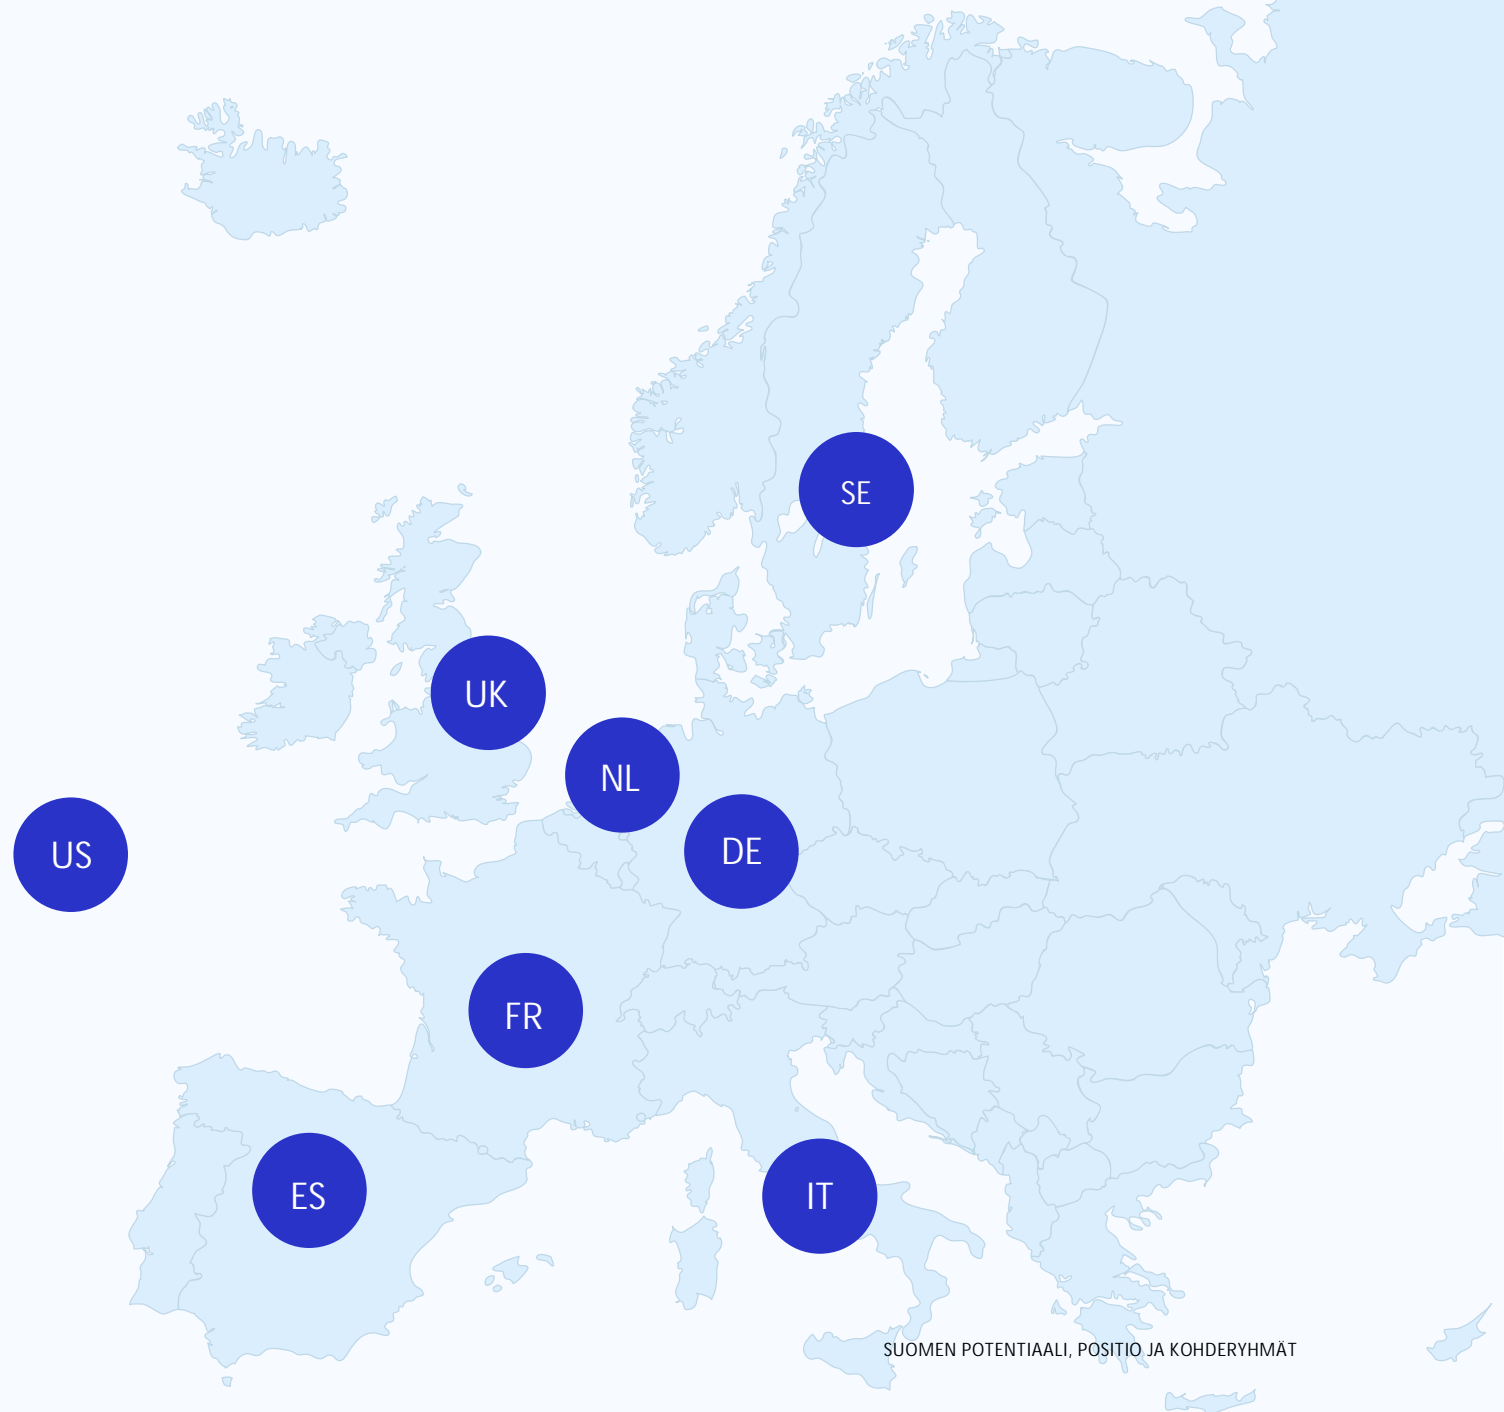 SE
UK
NL
DE
US
FR
ES
IT
SUOMEN POTENTIAALI, POSITIO JA KOHDERYHMÄT